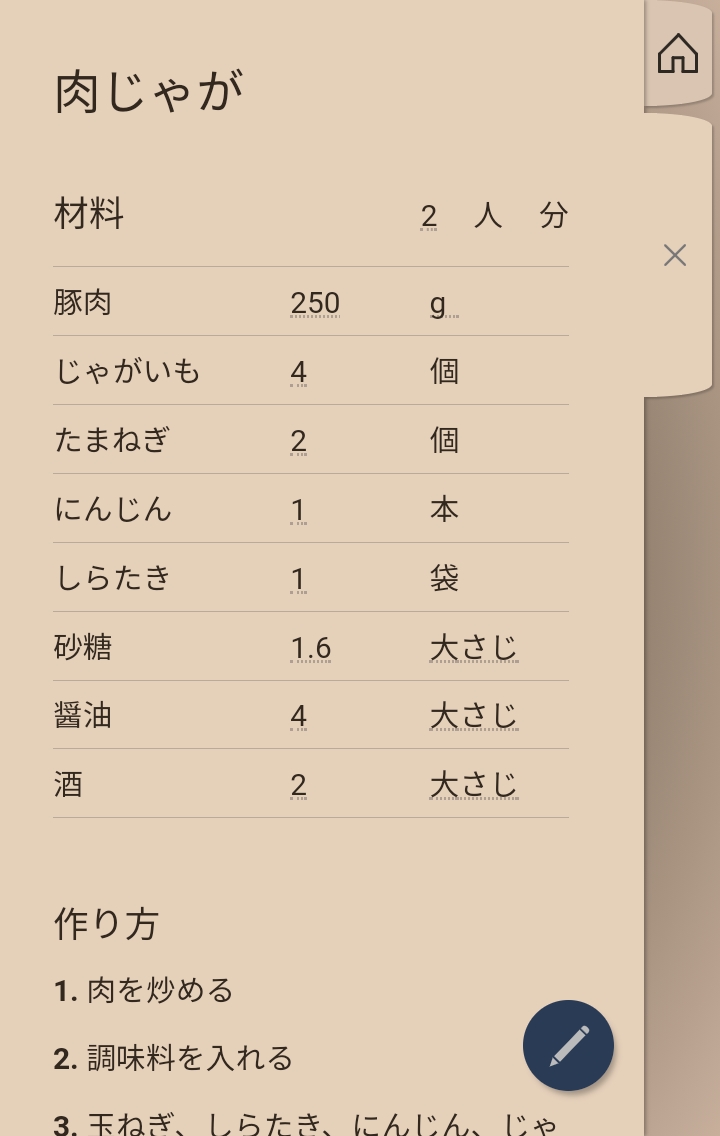 肉じゃが
材料 2 人 分
豚肉 250 g
じゃがいも 4 個
たまねぎ 2 個
にんじん 1 本
しらたき 1 袋
砂糖 1.6 大さじ
醤油 4 大さじ
酒 2 大さじ
作り方
1. 肉を炒める
2. 調味料を入れる
3. 玉ねぎ、しらたき、にんじん、じゃ